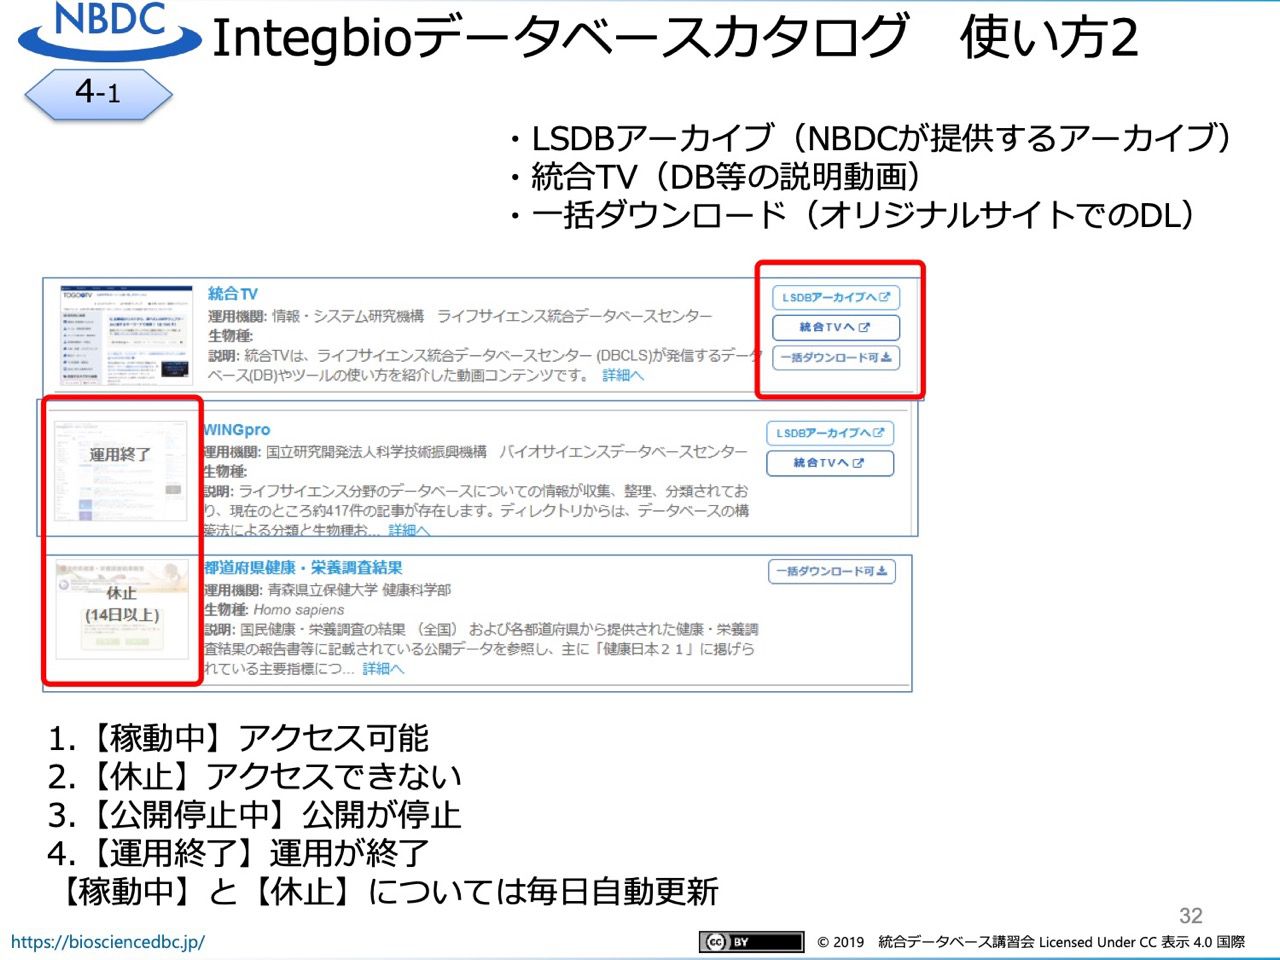 NBDC
Integbioデータベースカタログ　使い方2
4-1
・LSDBアーカイブ（NBDCが提供するアーカイブ）
・統合TV（DB等の説明動画）
・一括ダウンロード（オリジナルサイトでのDL）
統合TV
運用機関: 情報・システム研究機構　ライフサイエンス統合データベースセンター
生物種:
説明: 統合TVは、ライフサイエンス統合データベースセンター (DBCLS)が発信するデータ
ベース(DB)やツールの使い方を紹介した動画コンテンツです。 詳細へ
LSDBアーカイブへ
統合TVへ
一括ダウンロード可
運用終了
WINGpro
運用機関: 国立研究開発法人科学技術振興機構　バイオサイエンスデータベースセンター
生物種:
説明: ライフサイエンス分野のデータベースについての情報が収集、整理、分類されてお
り、現在のところ約417件の記事が存在します。ディレクトリからは、データベースの構
築法による分類と生物種お... 詳細へ
LSDBアーカイブへ
統合TVへ
休止
(14日以上)
都道府県健康・栄養調査結果
運用機関: 青森県立保健大学 健康科学部
生物種: Homo sapiens
説明: 国民健康・栄養調査の結果 （全国） および各都道府県から提供された健康・栄養調
査結果の報告書等に記載されている公開データを参照し、主に「健康日本２１」に掲げら
れている主要指標につ... 詳細へ
一括ダウンロード可
1.【稼動中】アクセス可能
2.【休止】アクセスできない
3.【公開停止中】公開が停止
4.【運用終了】運用が終了
【稼動中】と【休止】については毎日自動更新
32
https://biosciencedbc.jp/
CC BY
© 2019　統合データベース講習会 Licensed Under CC 表示 4.0 国際